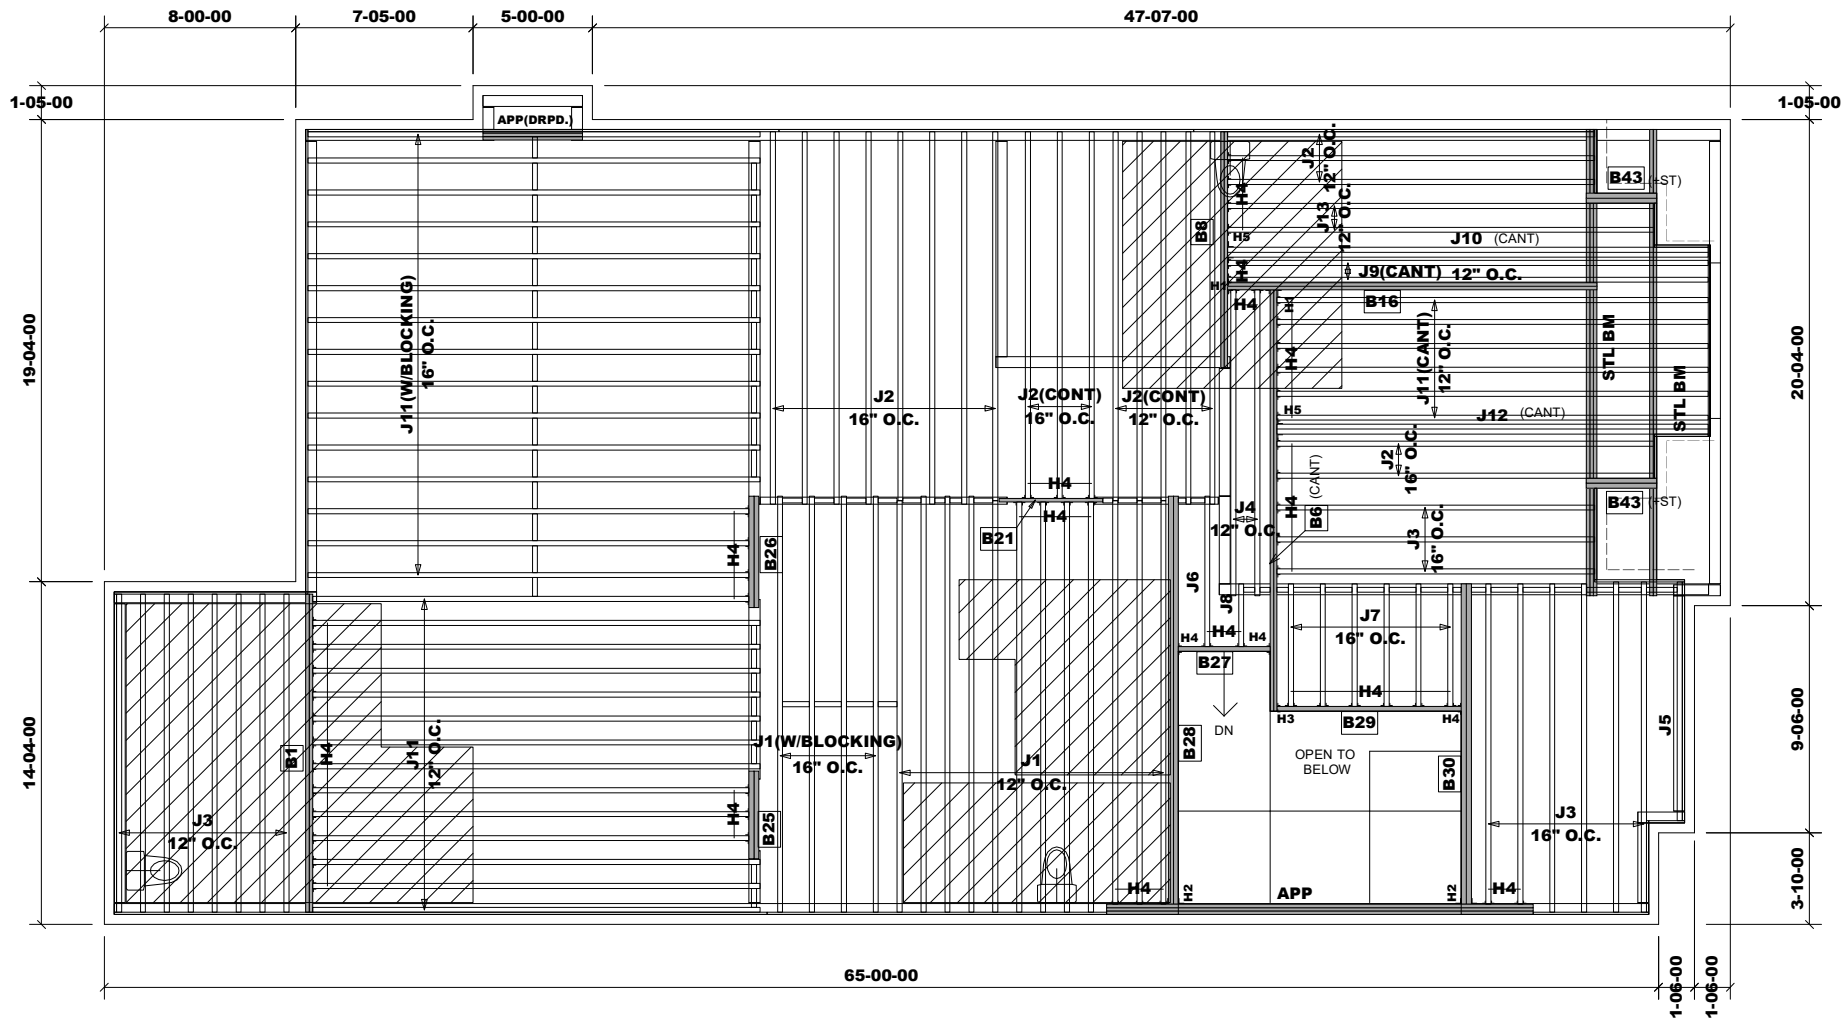 8-00-00
7-05-00
5-00-00
47-07-00
1-05-00
1-05-00
APP(DRPD.)
19-04-00
20-04-00
J11(W/BLOCKING)
16" O.C.
J2
12" O.C.
B43 (+ST)
H4
J13
12" O.C.
B8
H5
J10 (CANT)
H4
J9(CANT) 12" O.C.
H1
H4
B16
H1
J11(CANT)
12" O.C.
H4
STL BM
STL BM
J2
16" O.C.
J2(CONT)
16" O.C.
J2(CONT)
12" O.C.
H5
J12 (CANT)
J2
16" O.C.
H4
H4
B21
J4
12" O.C.
H4
B6 (CANT)
B43 (+ST)
J3
16" O.C.
H4
B26
J6
J8
H4
H4
H4
B27
DN
J7
16" O.C.
H4
H3
B29
H4
14-04-00
9-06-00
B1
H4
J11
12" O.C.
J1(W/BLOCKING)
16" O.C.
J1
12" O.C.
B28
OPEN TO
BELOW
B30
J5
J3
12" O.C.
H4
B25
J3
16" O.C.
H4
H2
APP
H2
H4
3-10-00
65-00-00
1-06-00
1-06-00